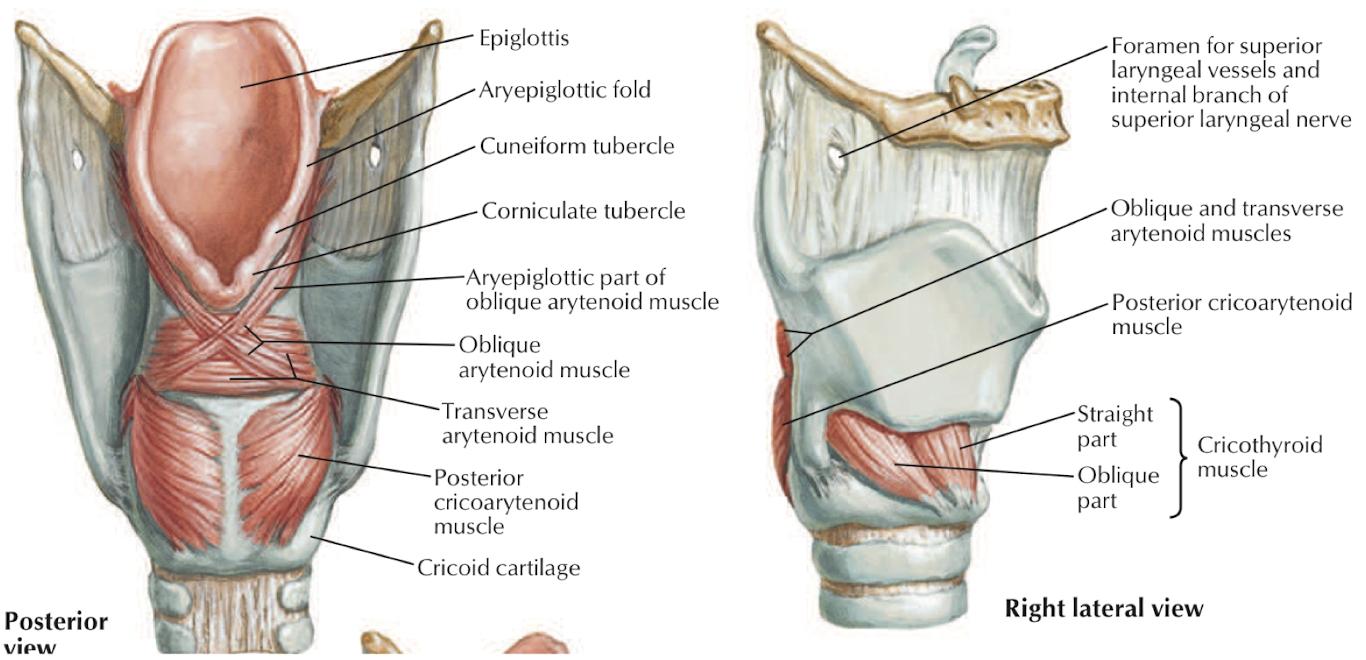 Epiglottis
Aryepiglottic fold
Cuneiform tubercle
Corniculate tubercle
Aryepiglottic part of
oblique arytenoid muscle
Oblique
arytenoid muscle
Transverse
arytenoid muscle
Posterior
cricoarytenoid
muscle
Cricoid cartilage
Posterior
view
Foramen for superior
laryngeal vessels and
internal branch of
superior laryngeal nerve
Oblique and transverse
arytenoid muscles
Posterior cricoarytenoid
muscle
Straight
part
Oblique
part
Cricothyroid
muscle
Right lateral view